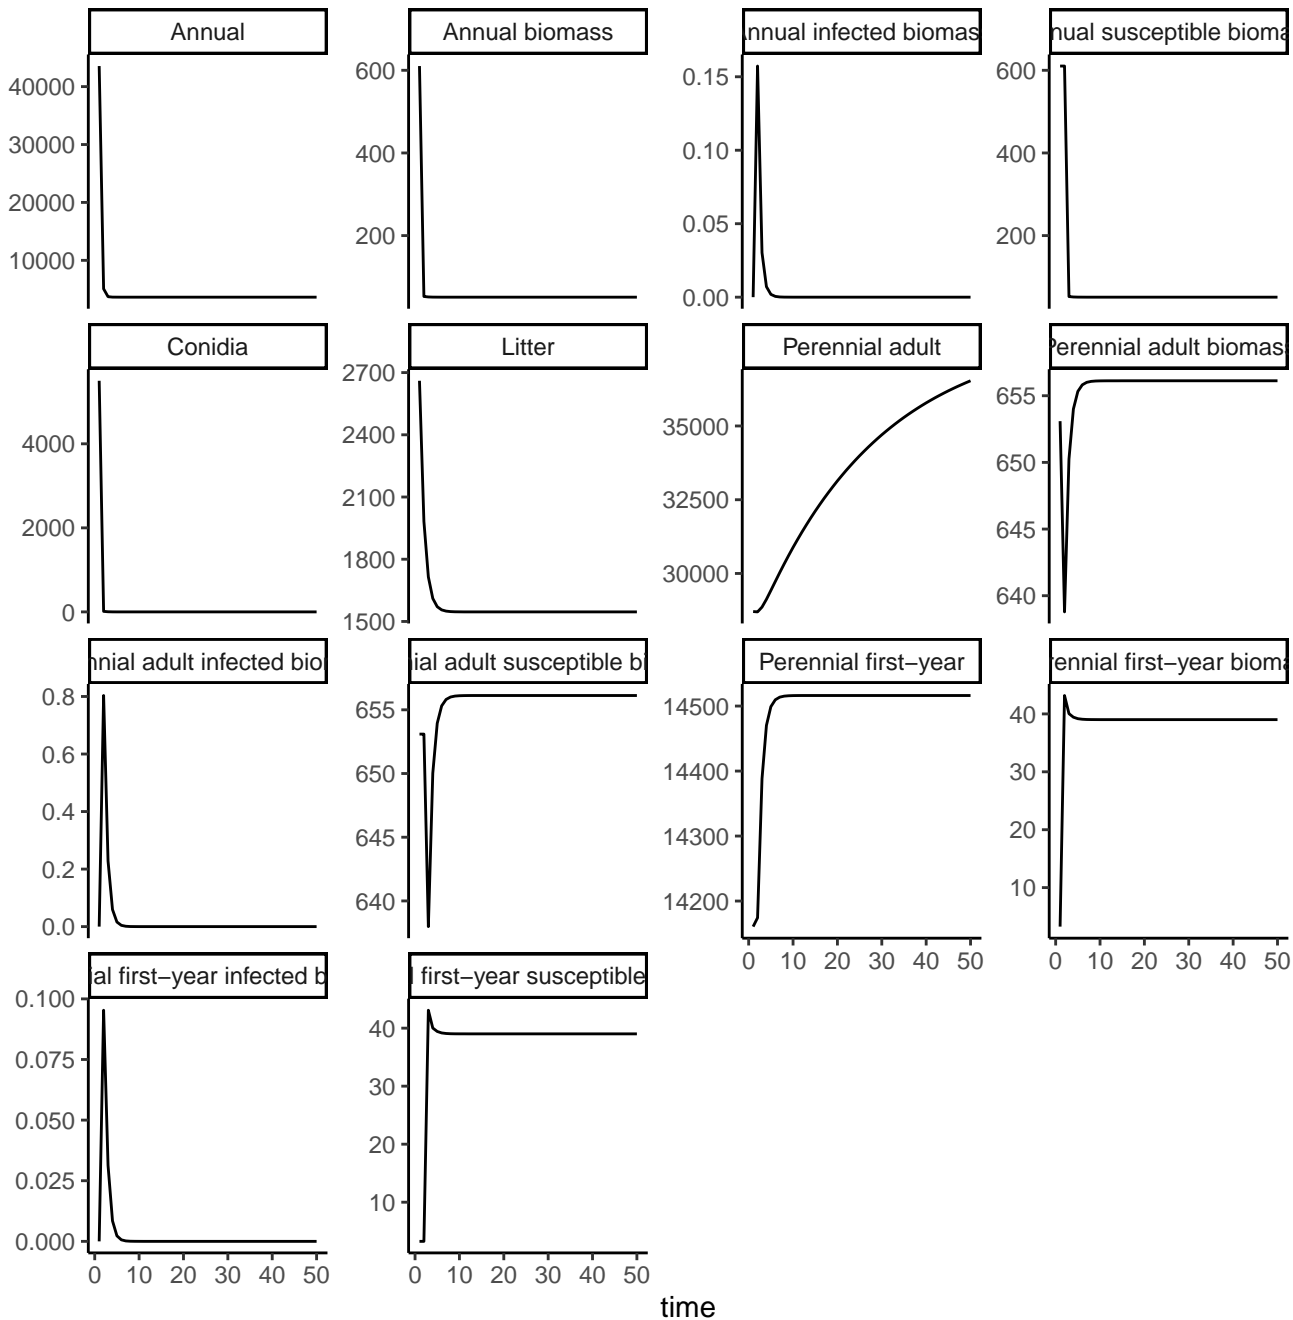 Annual
Annual biomass
nnual infected biomas
nual susceptible bioma
40000
30000
20000
10000
600
400
200
0.15
0.10
0.05
0.00
600
400
200
Conidia
Litter
Perennial adult
Perennial adult biomas
4000
2000
0
2700
2400
2100
1800
1500
35000
32500
30000
655
650
645
640
nnial adult infected bio
ial adult susceptible bi
Perennial first−year
rennial first−year bioma
0.8
0.6
0.4
0.2
0.0
655
650
645
640
14500
14400
14300
14200
40
30
20
10
0 10 20 30 40 50
0 10 20 30 40 50
ial first−year infected b
l first−year susceptible
0.100
0.075
0.050
0.025
0.000
40
30
20
10
0 10 20 30 40 50
0 10 20 30 40 50
time